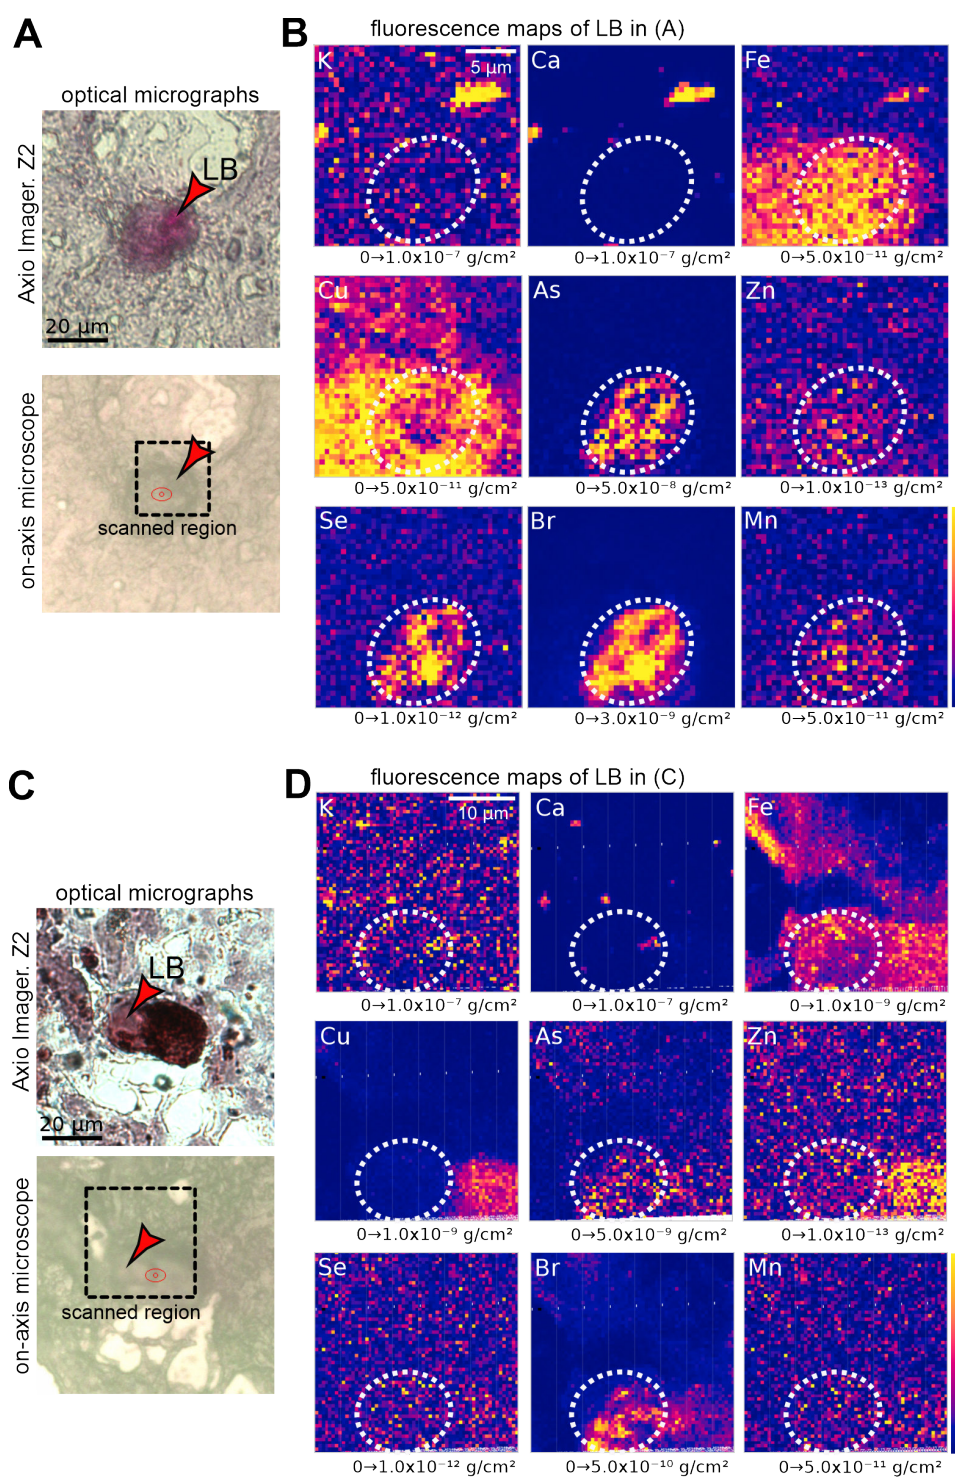 A
optical micrographs
Axio Imager. Z2
LB
20 µm
on-axis microscope
scanned region
B
fluorescence maps of LB in (A)
K
5 µm
Ca
Fe
0→1.0x10⁻⁷ g/cm²
0→1.0x10⁻⁷ g/cm²
0→5.0x10⁻¹¹ g/cm²
Cu
As
Zn
0→5.0x10⁻¹¹ g/cm²
0→5.0x10⁻⁸ g/cm²
0→1.0x10⁻¹³ g/cm²
Se
Br
Mn
0→1.0x10⁻¹² g/cm²
0→3.0x10⁻⁹ g/cm²
0→5.0x10⁻¹¹ g/cm²
C
optical micrographs
Axio Imager. Z2
LB
20 µm
on-axis microscope
scanned region
D
fluorescence maps of LB in (C)
K
10 µm
Ca
Fe
0→1.0x10⁻⁷ g/cm²
0→1.0x10⁻⁷ g/cm²
0→1.0x10⁻⁹ g/cm²
Cu
As
Zn
0→1.0x10⁻⁹ g/cm²
0→5.0x10⁻⁹ g/cm²
0→1.0x10⁻¹³ g/cm²
Se
Br
Mn
0→1.0x10⁻¹² g/cm²
0→5.0x10⁻¹⁰ g/cm²
0→5.0x10⁻¹¹ g/cm²